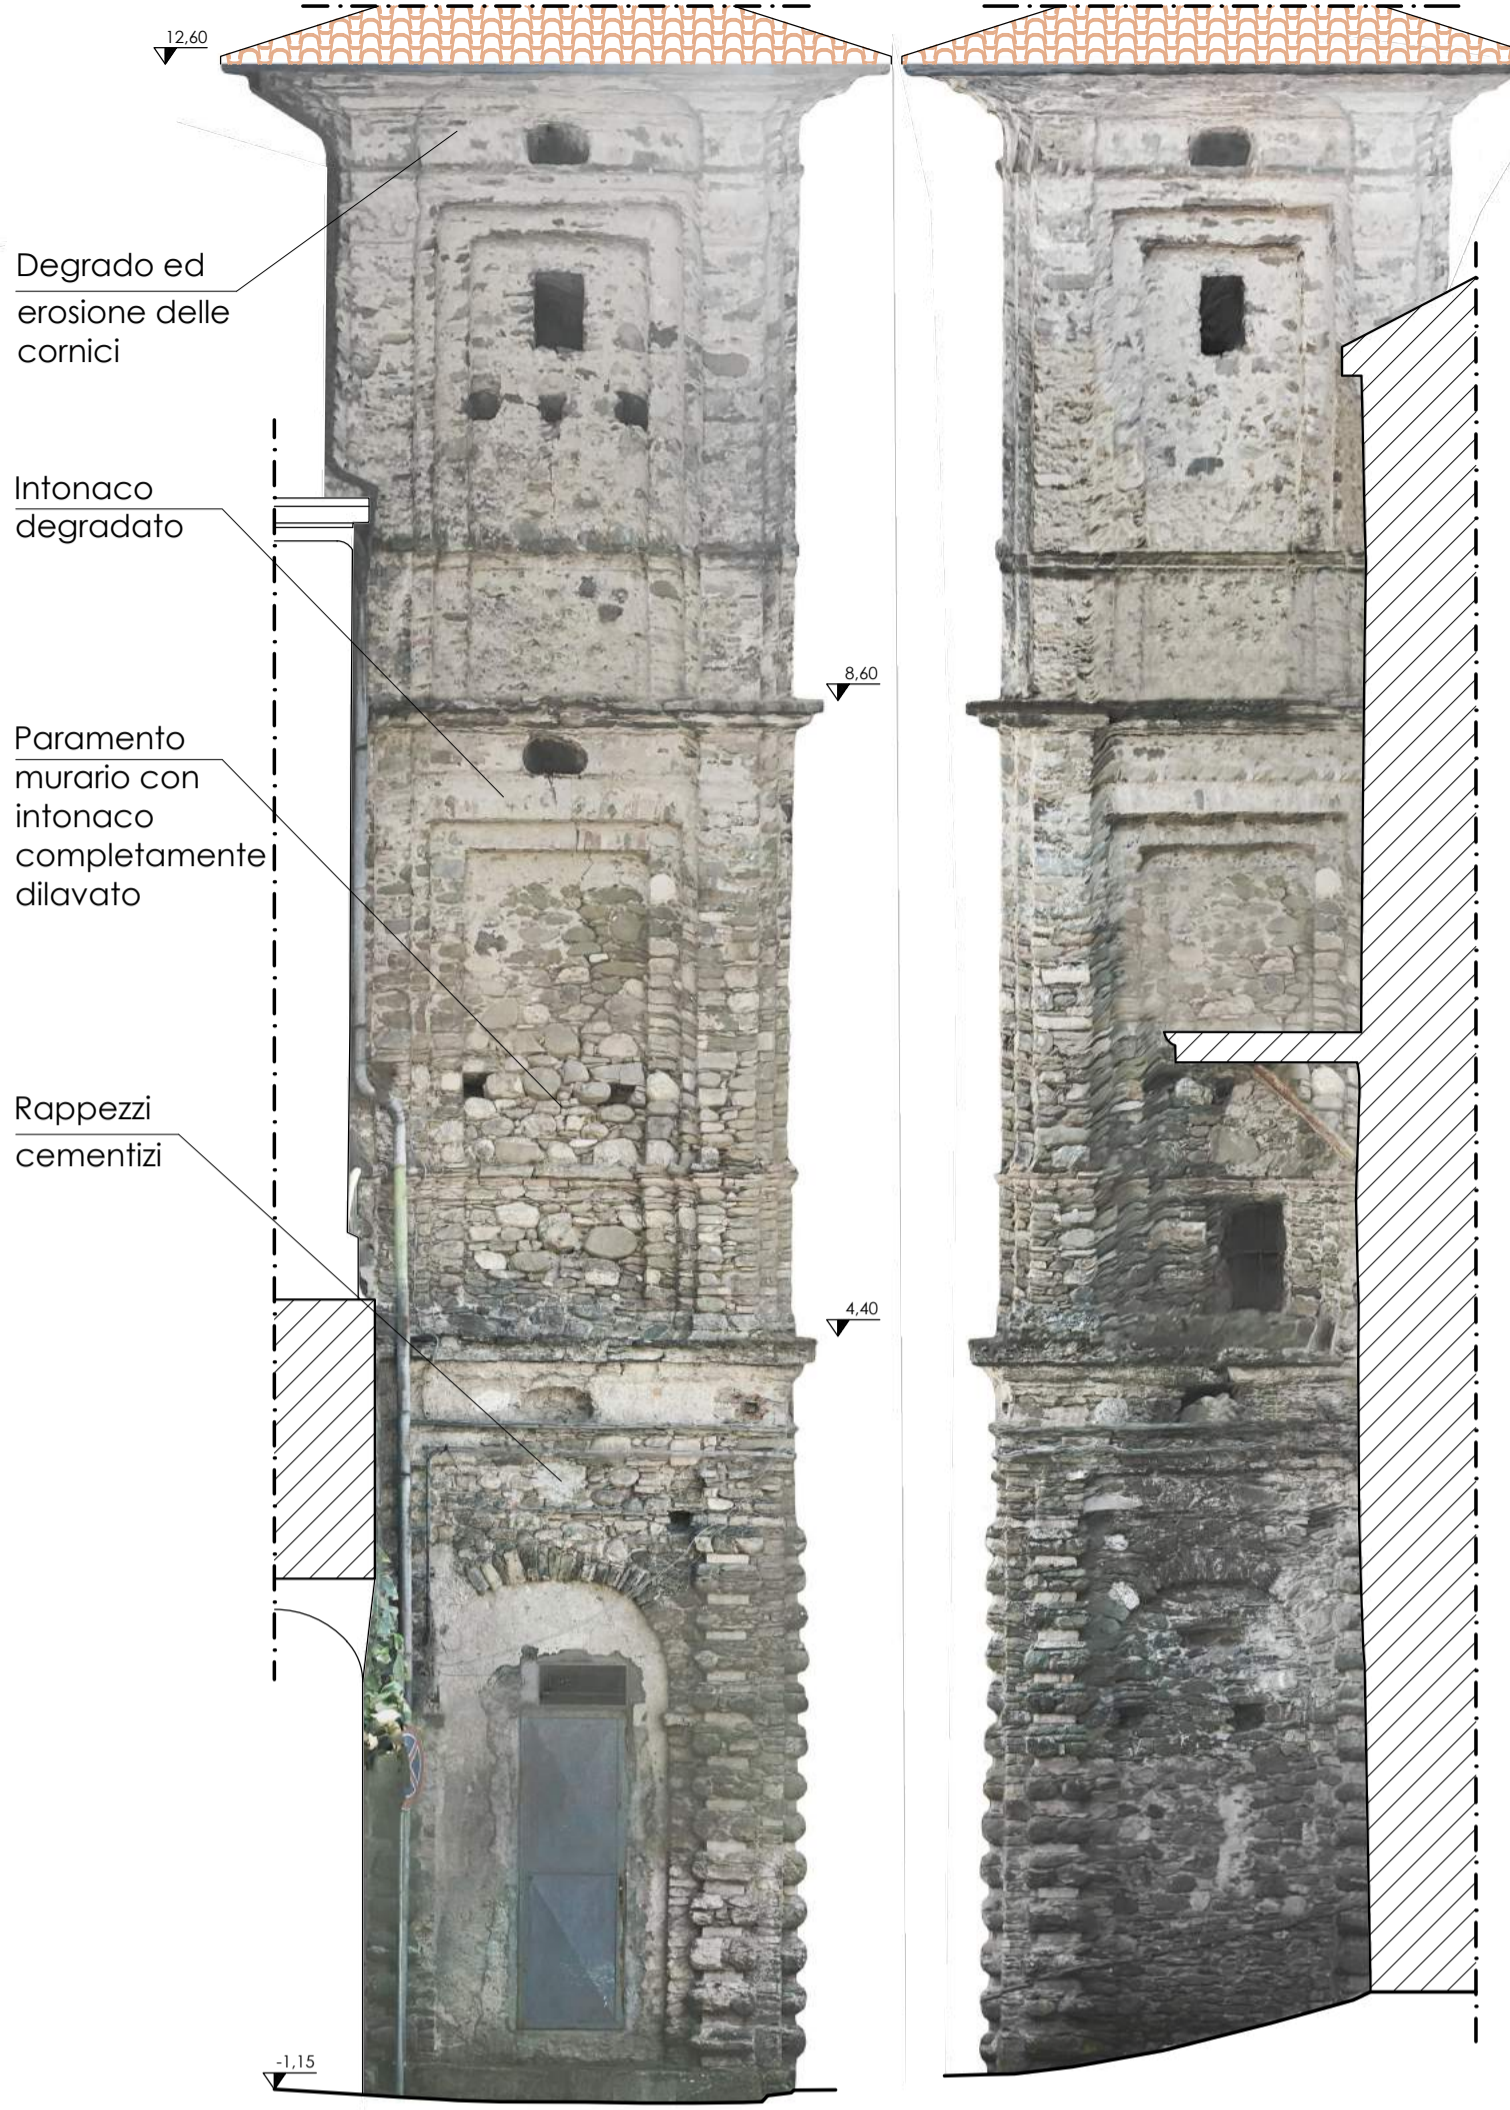 12,60
Degrado ed
erosione delle
cornici
Intonaco
degradato
8,60
Paramento
murario con
intonaco
completamente
dilavato
Rappezzi
cementizi
4,40
-1,15